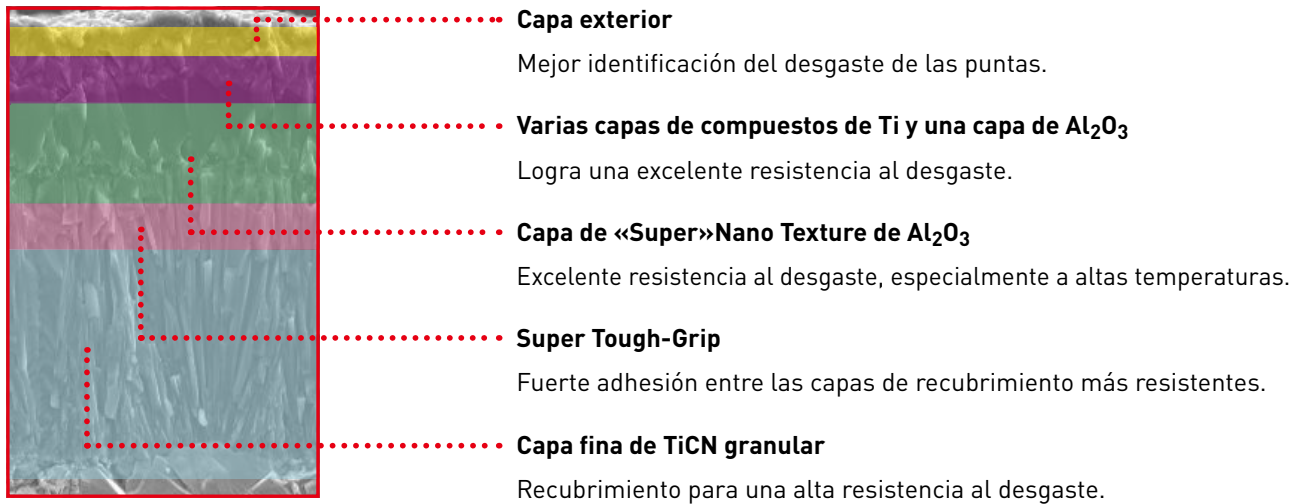 Capa exterior
Mejor identificación del desgaste de las puntas.
Varias capas de compuestos de Ti y una capa de Al₂O₃
Logra una excelente resistencia al desgaste.
Capa de «Super»Nano Texture de Al₂O₃
Excelente resistencia al desgaste, especialmente a altas temperaturas.
Super Tough-Grip
Fuerte adhesión entre las capas de recubrimiento más resistentes.
Capa fina de TiCN granular
Recubrimiento para una alta resistencia al desgaste.